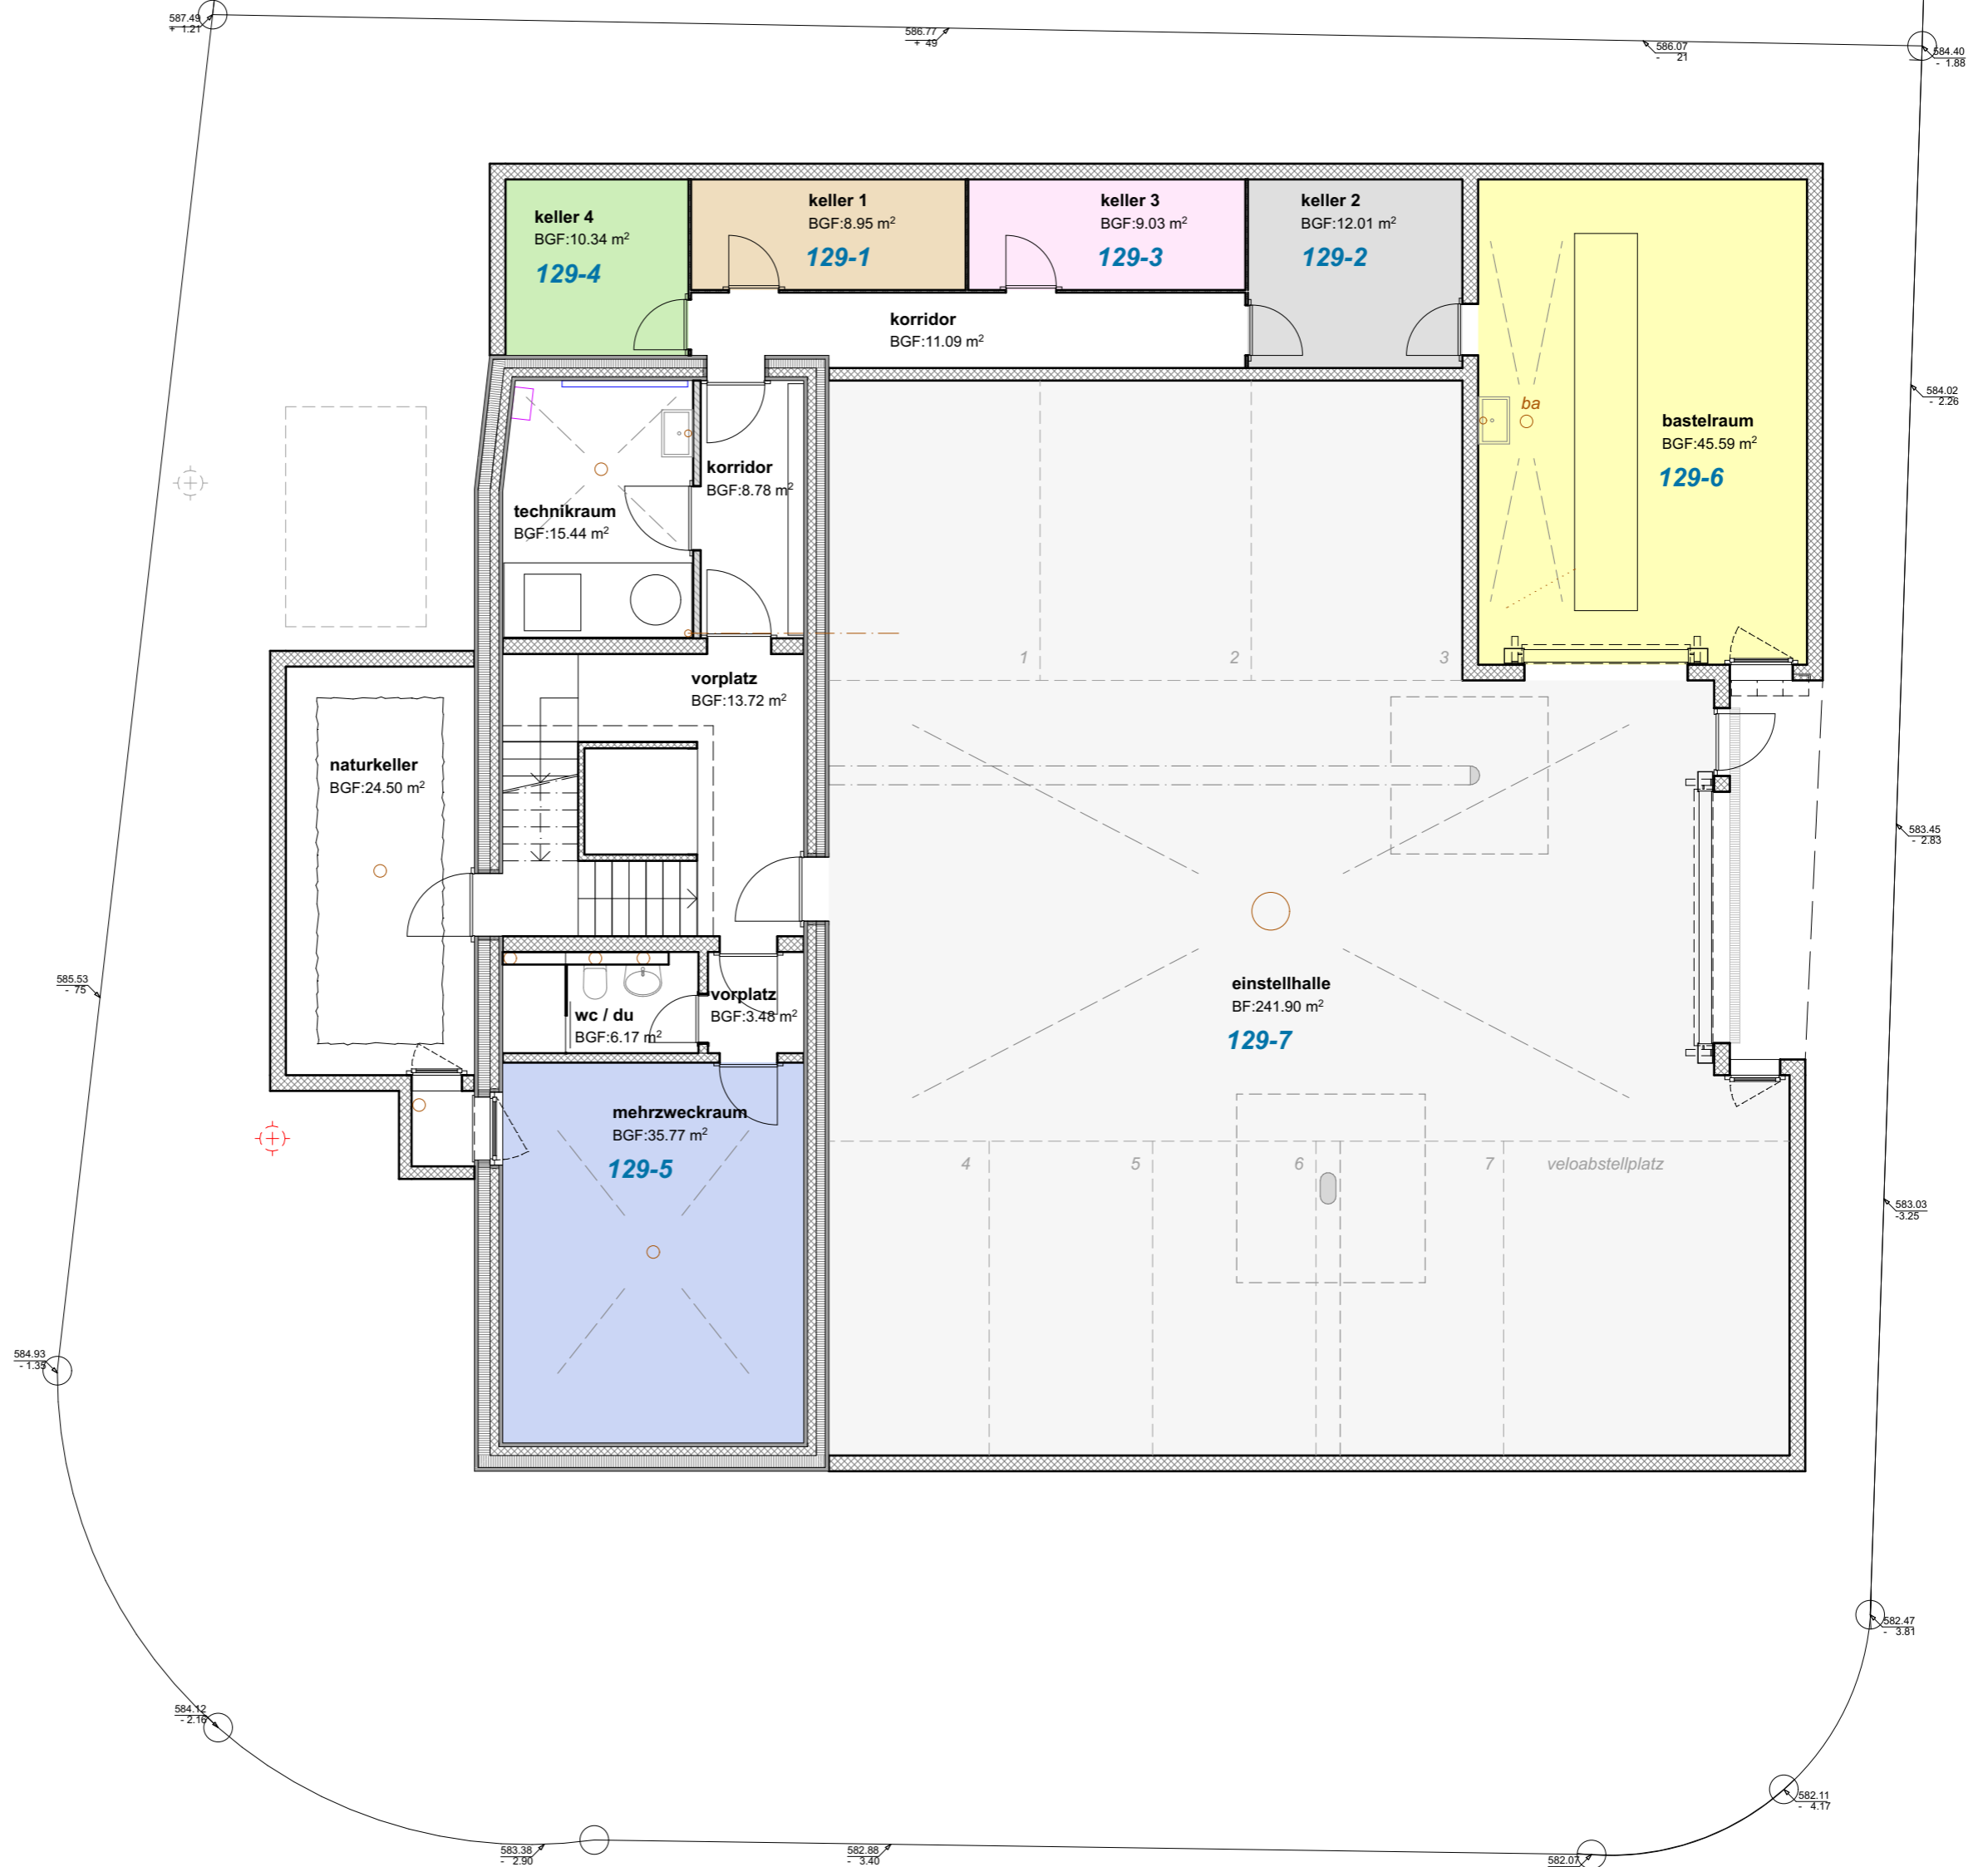 587.49
+ 1.21
586.77
+ 49
586.07
- 21
584.40
- 1.88
keller 4
BGF:10.34 m²
129-4
keller 1
BGF:8.95 m²
129-1
keller 3
BGF:9.03 m²
129-3
keller 2
BGF:12.01 m²
129-2
korridor
BGF:11.09 m²
584.02
- 2.26
ba
bastelraum
BGF:45.59 m²
129-6
korridor
BGF:8.78 m²
technikraum
BGF:15.44 m²
1
2
3
vorplatz
BGF:13.72 m²
naturkeller
BGF:24.50 m²
583.45
- 2.83
585.53
- 75
einstellhalle
BF:241.90 m²
129-7
vorplatz
BGF:3.48 m²
wc / du
BGF:6.17 m²
mehrzweckraum
BGF:35.77 m²
129-5
4
5
6
7
veloabstellplatz
583.03
-3.25
584.93
- 1.35
582.47
- 3.81
584.12
- 2.16
582.11
- 4.17
583.38
- 2.90
582.88
- 3.40
582.07